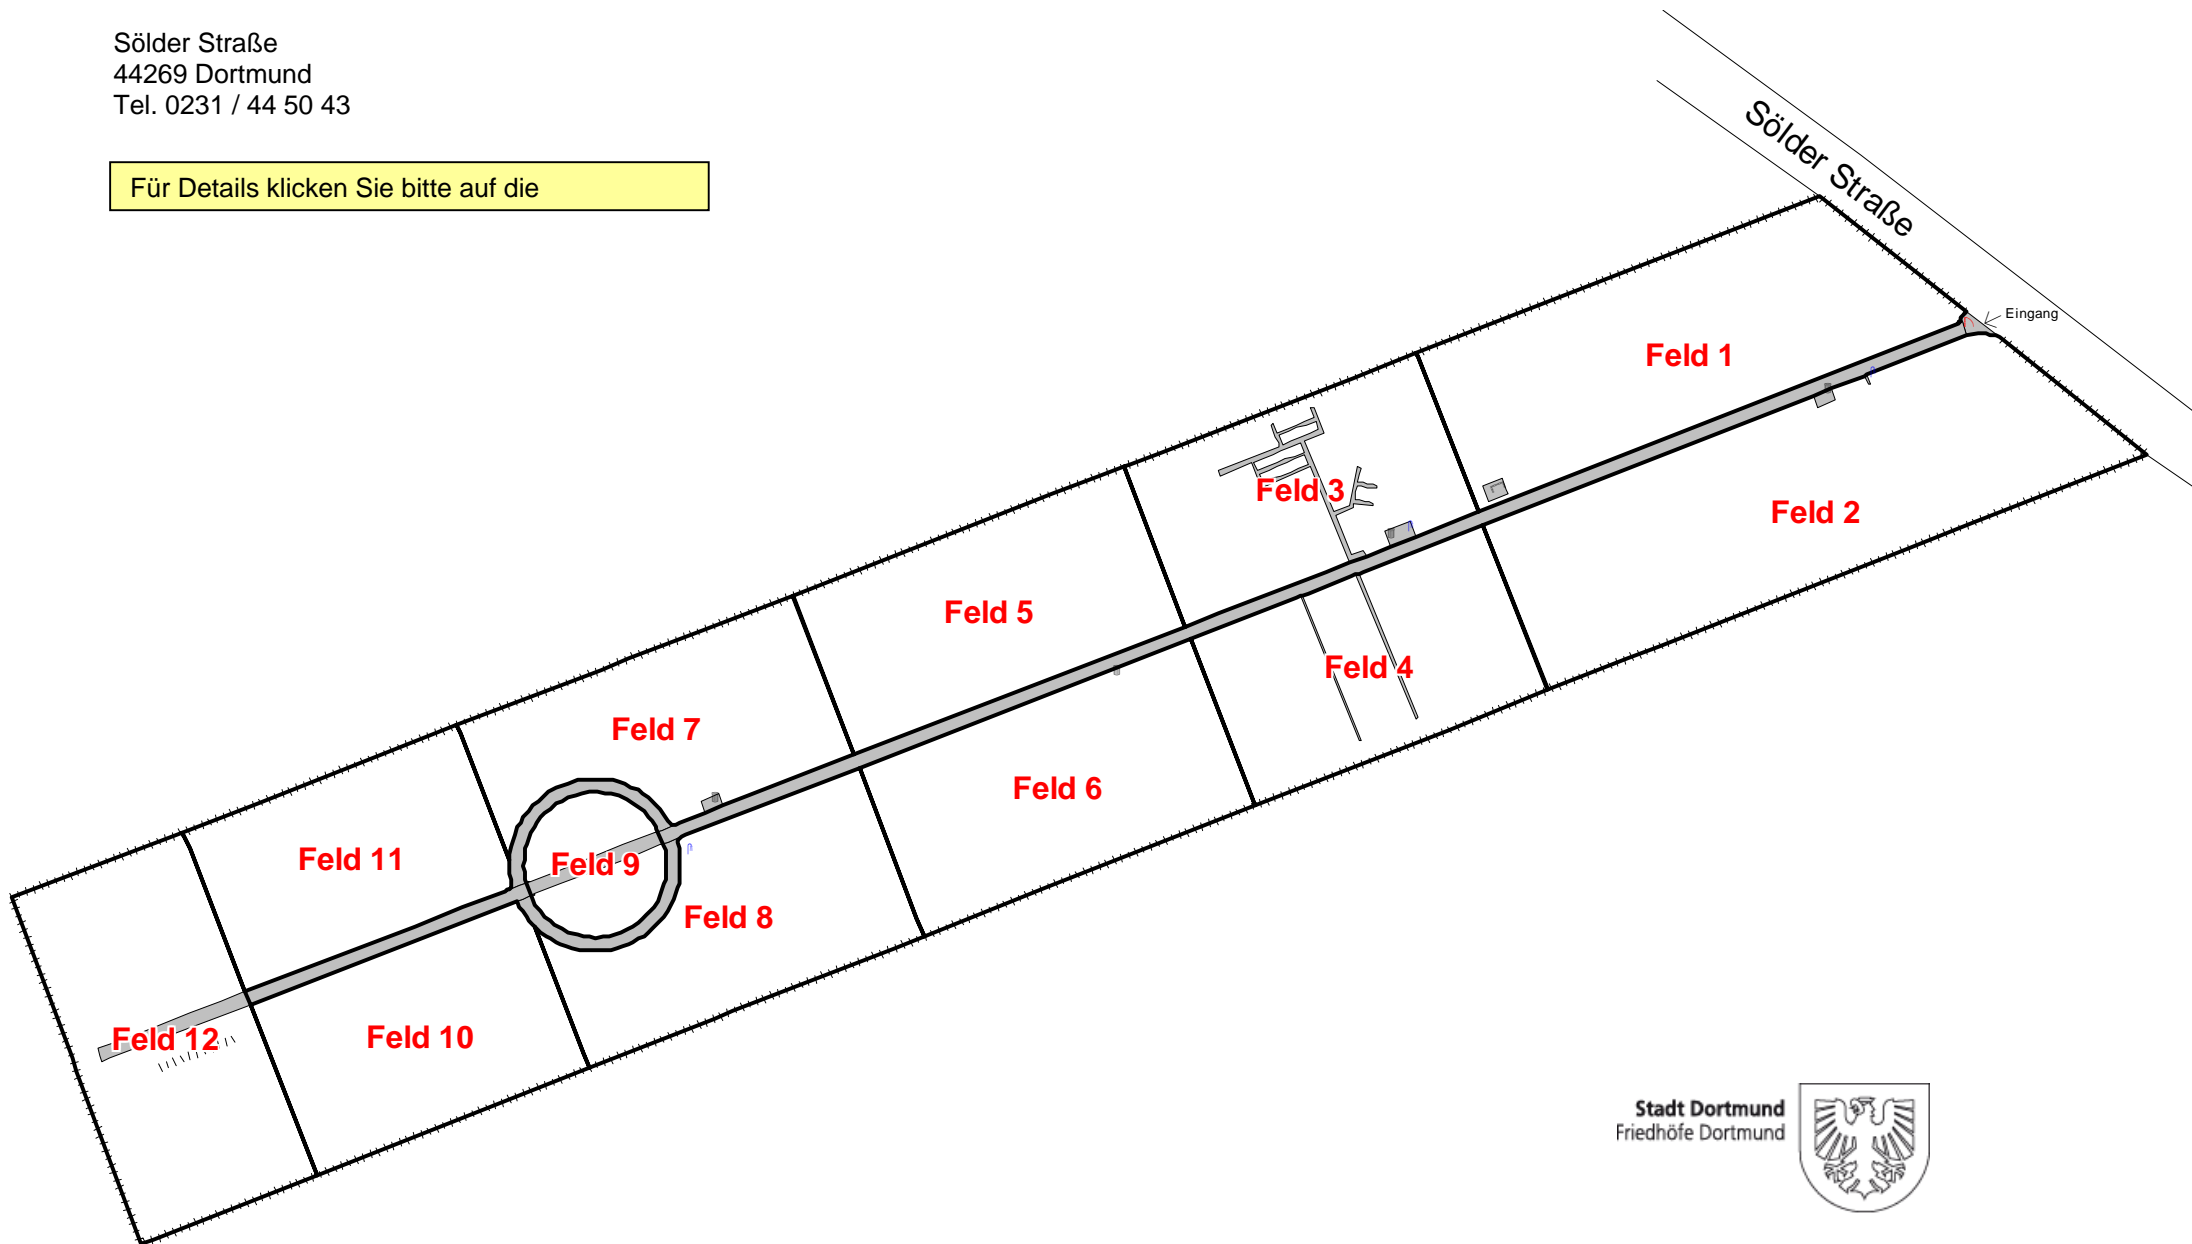 Sölder Straße
44269 Dortmund
Tel. 0231 / 44 50 43
Für Details klicken Sie bitte auf die
Sölder Straße
Eingang
Feld 1
Feld 2
Feld 3
Feld 4
Feld 5
Feld 6
Feld 7
Feld 8
Feld 9
Feld 11
Feld 10
Feld 12
Stadt Dortmund
Friedhöfe Dortmund